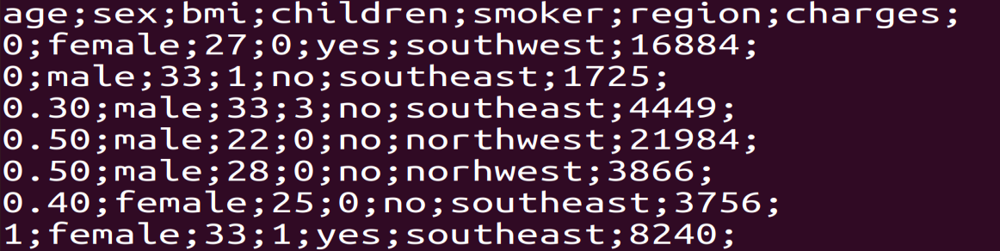 age;sex;bmi;children;smoker;region;charges;
0;female;27;0;yes;southwest;16884;
0;male;33;1;no;southeast;1725;
0.30;male;33;3;no;southeast;4449;
0.50;male;22;0;no;northwest;21984;
0.50;male;28;0;no;norhwest;3866;
0.40;female;25;0;no;southeast;3756;
1;female;33;1;yes;southeast;8240;